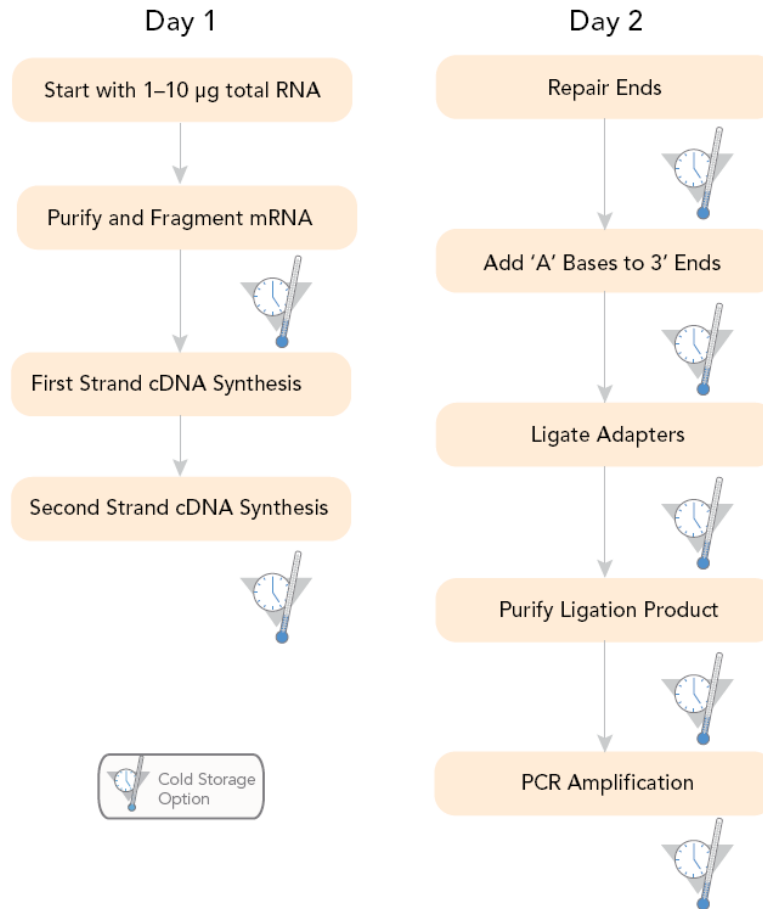 Day 1
Start with 1–10 µg total RNA
Purify and Fragment mRNA
First Strand cDNA Synthesis
Second Strand cDNA Synthesis
Cold Storage
Option
Day 2
Repair Ends
Add ‘A’ Bases to 3’ Ends
Ligate Adapters
Purify Ligation Product
PCR Amplification